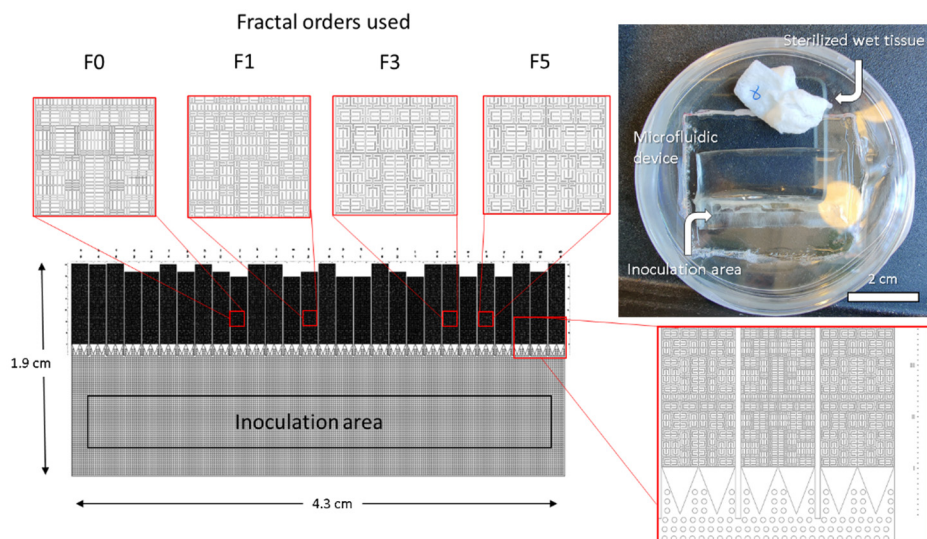 Fractal orders used
F0
F1
F3
F5
1.9 cm
Inoculation area
4.3 cm
Sterilized wet tissue
Microfluidic
device
Inoculation area
2 cm